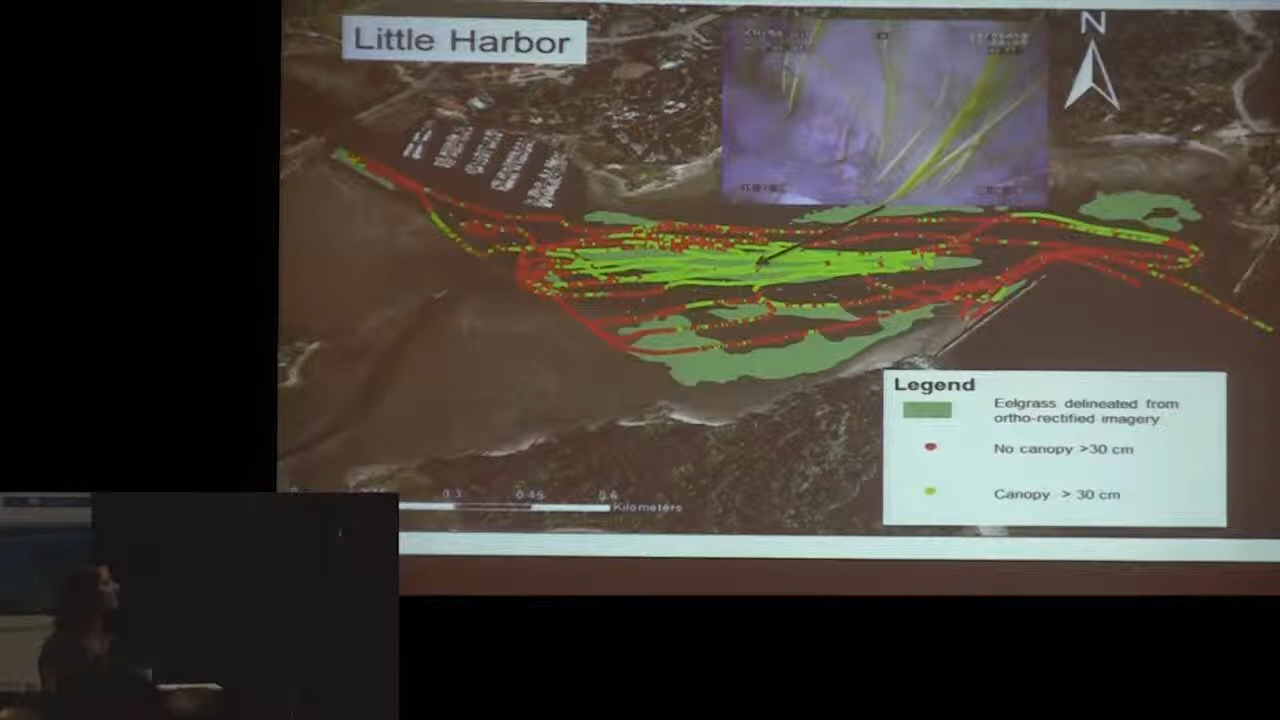 Little Harbor
N
Legend
Eelgrass delineated from
ortho-rectified imagery
No canopy >30 cm
Canopy > 30 cm
0.3 0.45 0.6
Kilometers